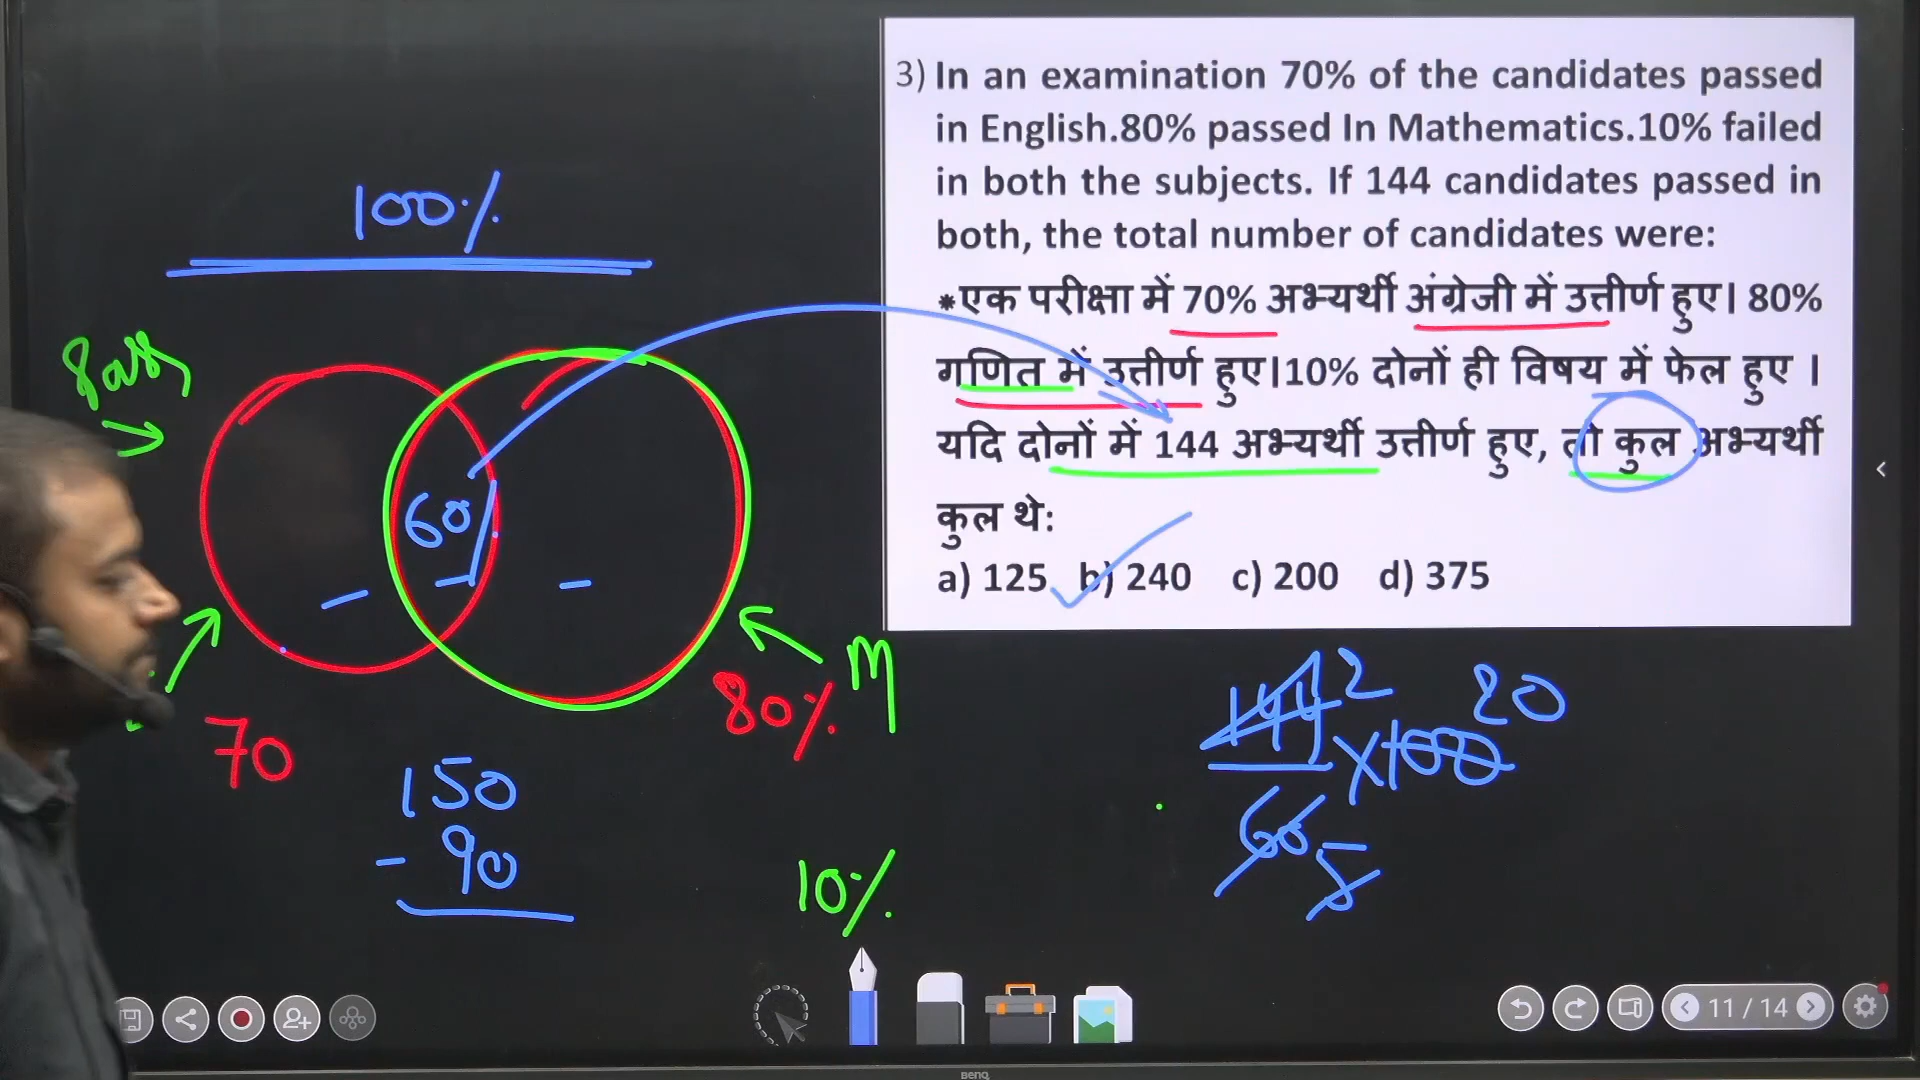 3) In an examination 70% of the candidates passed
in English.80% passed In Mathematics.10% failed
in both the subjects. If 144 candidates passed in
both, the total number of candidates were:
*एक परीक्षा में 70% अभ्यर्थी अंग्रेजी में उत्तीर्ण हुए। 80%
गणित में उत्तीर्ण हुए।10% दोनों ही विषय में फेल हुए ।
यदि दोनों में 144 अभ्यर्थी उत्तीर्ण हुए, तो कुल अभ्यर्थी
कुल थे:
a) 125 b) 240 c) 200 d) 375
100%
60%
70
80% M
150
- 90
10%
144 2
×100 20
60 5
11 / 14
BenQ